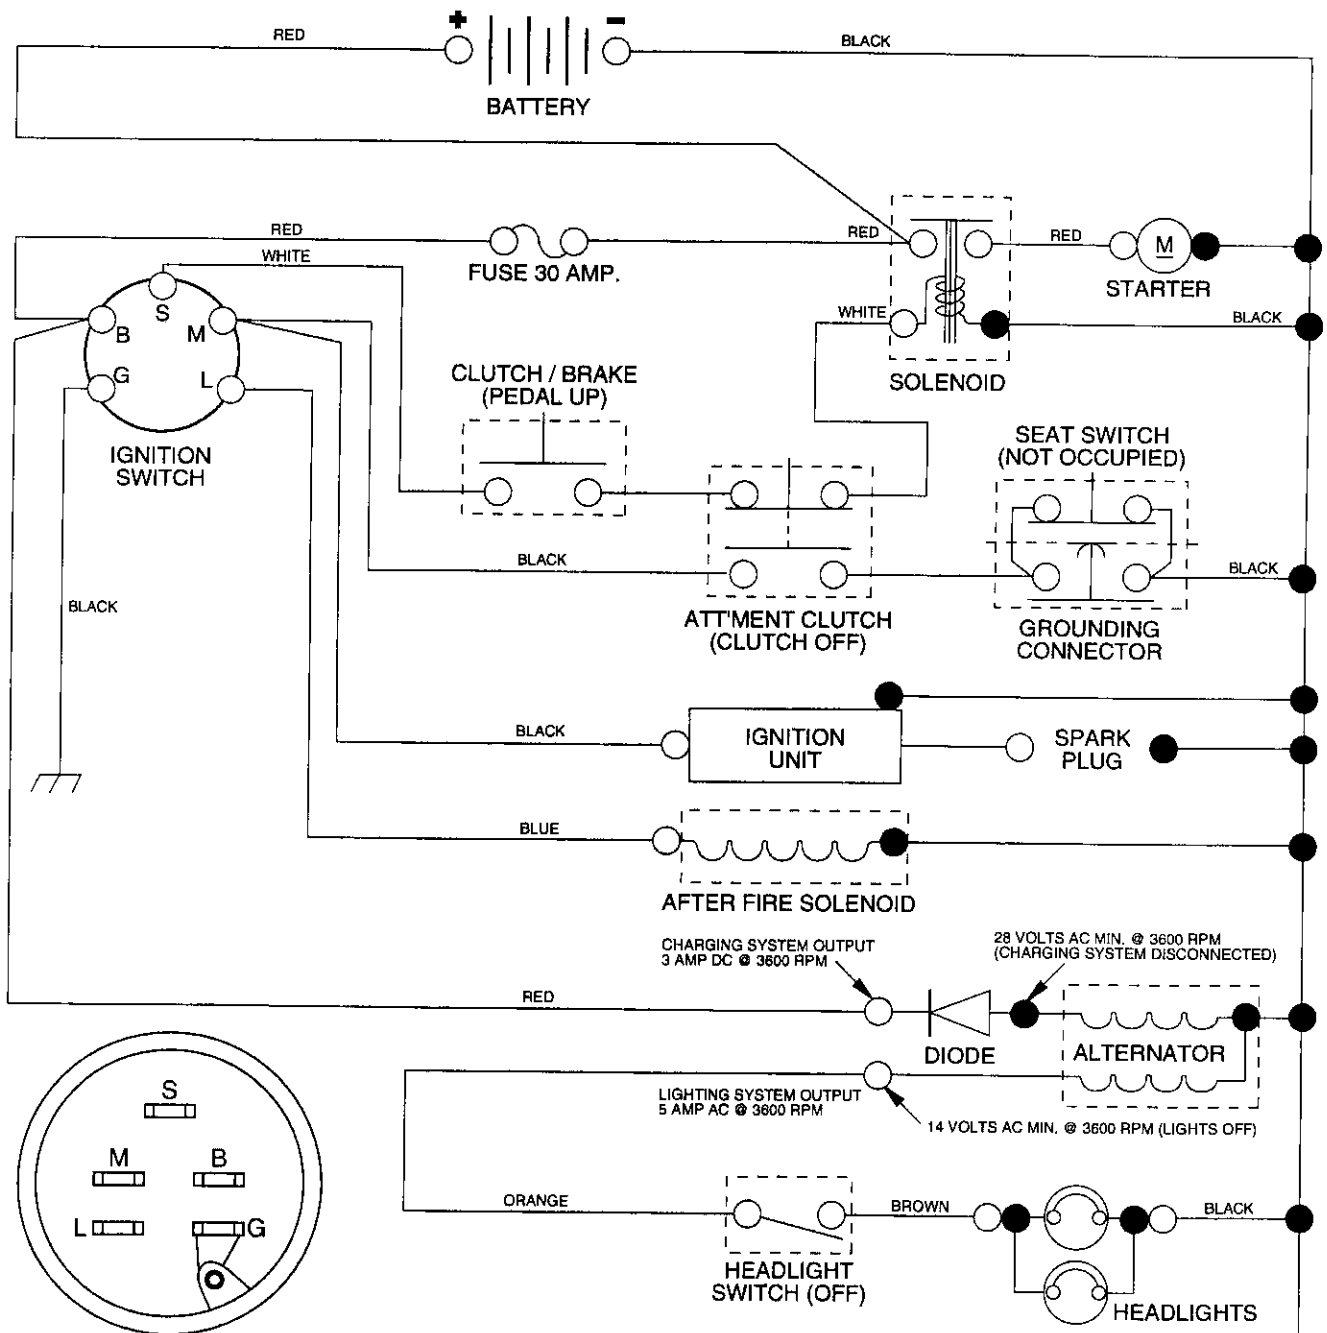 +
-
RED
BLACK
BATTERY
RED
WHITE
FUSE 30 AMP.
RED
RED
M
STARTER
S
B
M
G
L
IGNITION
SWITCH
WHITE
BLACK
SOLENOID
CLUTCH / BRAKE
(PEDAL UP)
SEAT SWITCH
(NOT OCCUPIED)
BLACK
BLACK
ATT'MENT CLUTCH
(CLUTCH OFF)
GROUNDING
CONNECTOR
BLACK
BLACK
IGNITION
UNIT
SPARK
PLUG
BLUE
AFTER FIRE SOLENOID
CHARGING SYSTEM OUTPUT
3 AMP DC @ 3600 RPM
28 VOLTS AC MIN. @ 3600 RPM
(CHARGING SYSTEM DISCONNECTED)
RED
DIODE
ALTERNATOR
LIGHTING SYSTEM OUTPUT
5 AMP AC @ 3600 RPM
14 VOLTS AC MIN. @ 3600 RPM (LIGHTS OFF)
S
M
B
L
G
ORANGE
BROWN
BLACK
HEADLIGHT
SWITCH (OFF)
HEADLIGHTS